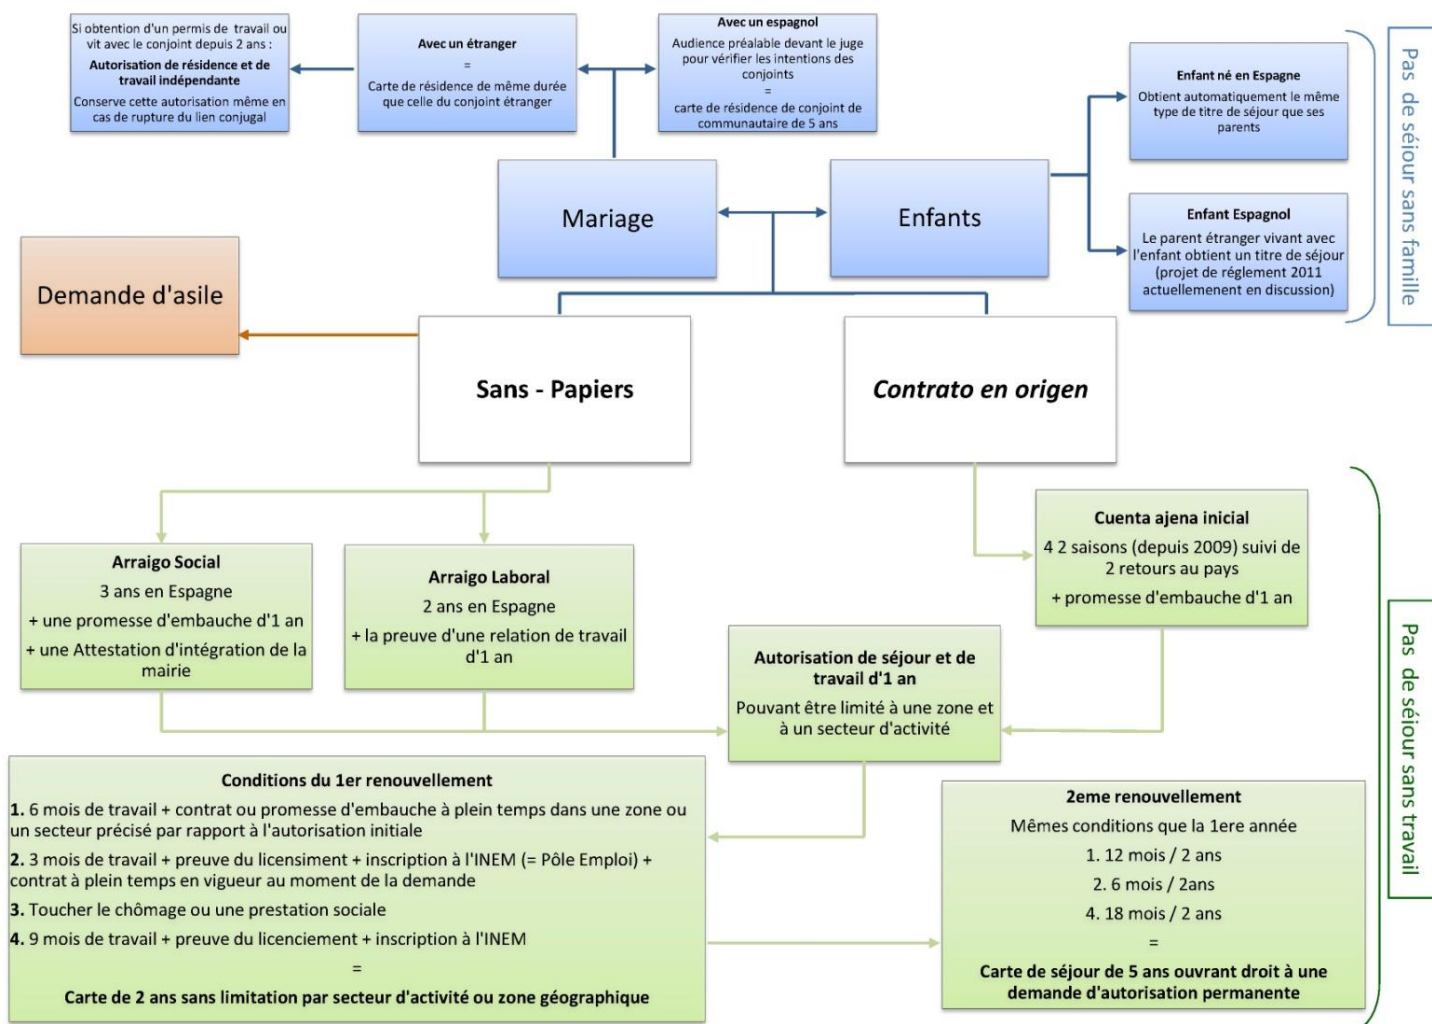 Si obtention d'un permis de travail ou
vit avec le conjoint depuis 2 ans :
Autorisation de résidence et de
travail indépendante
Conserve cette autorisation même en
cas de rupture du lien conjugal
Avec un étranger
=
Carte de résidence de même durée
que celle du conjoint étranger
Avec un espagnol
Audience préalable devant le juge
pour vérifier les intentions des
conjoints
=
carte de résidence de conjoint de
communautaire de 5 ans
Enfant né en Espagne
Obtient automatiquement le même
type de titre de séjour que ses
parents
Enfant Espagnol
Le parent étranger vivant avec
l'enfant obtient un titre de séjour
(projet de réglement 2011
actuellemenent en discussion)
Pas de séjour sans famille
Mariage
Enfants
Demande d'asile
Sans - Papiers
Contrato en origen
Arraigo Social
3 ans en Espagne
+ une promesse d'embauche d'1 an
+ une Attestation d'intégration de la
mairie
Arraigo Laboral
2 ans en Espagne
+ la preuve d'une relation de travail
d'1 an
Cuenta ajena inicial
4 2 saisons (depuis 2009) suivi de
2 retours au pays
+ promesse d'embauche d'1 an
Autorisation de séjour et de
travail d'1 an
Pouvant être limité à une zone et
à un secteur d'activité
Pas de séjour sans travail
Conditions du 1er renouvellement
1. 6 mois de travail + contrat ou promesse d'embauche à plein temps dans une zone ou
un secteur précisé par rapport à l'autorisation initiale
2. 3 mois de travail + preuve du licensiment + inscription à l'INEM (= Pôle Emploi) +
contrat à plein temps en vigueur au moment de la demande
3. Toucher le chômage ou une prestation sociale
4. 9 mois de travail + preuve du licenciement + inscription à l'INEM
=
Carte de 2 ans sans limitation par secteur d'activité ou zone géographique
2eme renouvellement
Mêmes conditions que la 1ere année
1. 12 mois / 2 ans
2. 6 mois / 2ans
4. 18 mois / 2 ans
=
Carte de séjour de 5 ans ouvrant droit à une
demande d'autorisation permanente